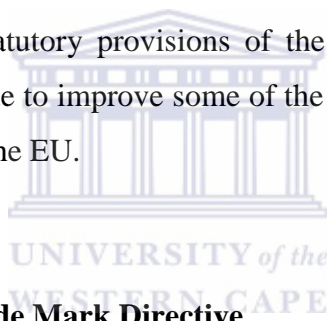 atutory provisions of the
e to improve some of the
he EU.
UNIVERSITY of the
WESTERN CAPE
de Mark Directive